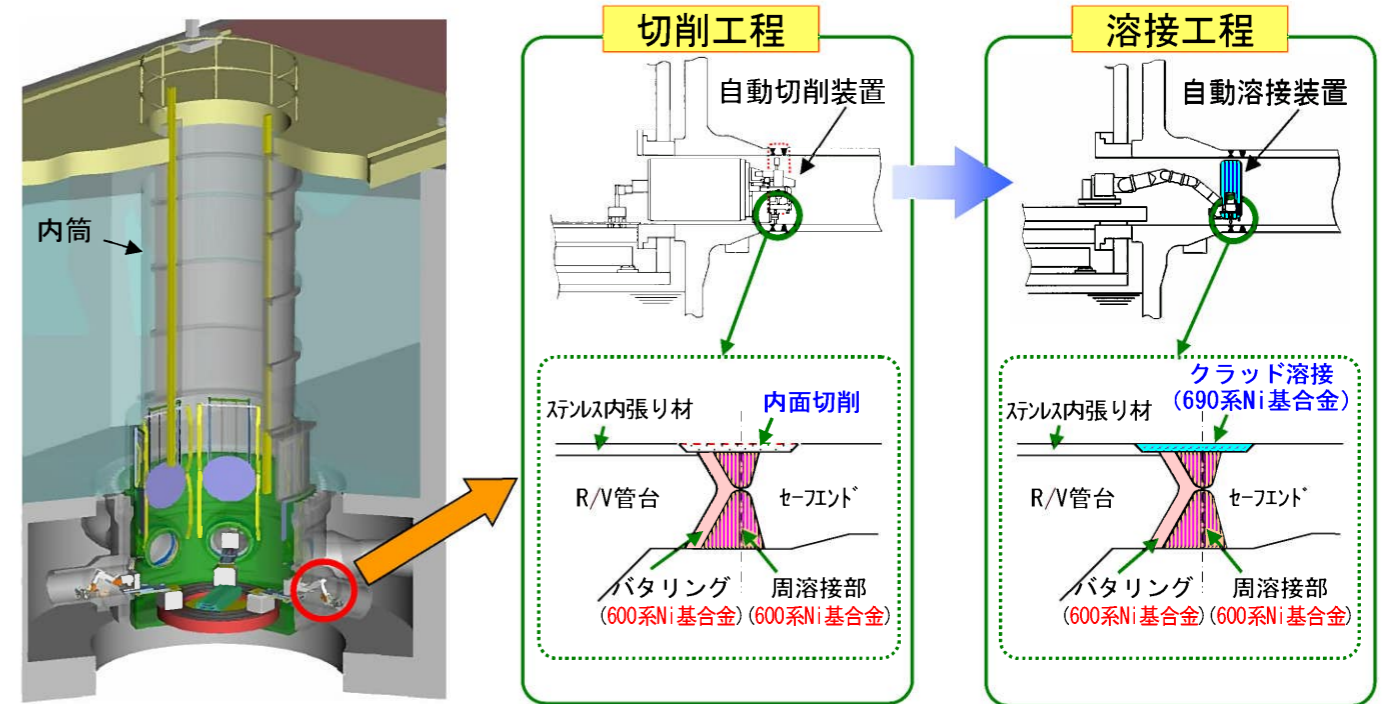 内筒
切削工程
自動切削装置
内面切削
ステンレス内張り材
R/V管台
セーフエンド
バタリング
(600系Ni基合金)
周溶接部
(600系Ni基合金)
溶接工程
自動溶接装置
クラッド溶接
(690系Ni基合金)
ステンレス内張り材
R/V管台
セーフエンド
バタリング
(600系Ni基合金)
周溶接部
(600系Ni基合金)